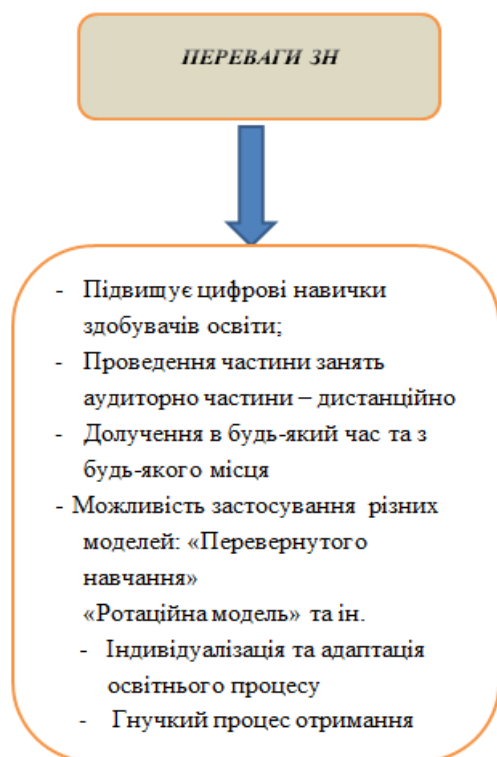 ПЕРЕВАГИ ЗН
- Підвищує цифрові навички
здобувачів освіти;
- Проведення частини занять
аудиторно частини – дистанційно
- Долучення в будь-який час та з
будь-якого місця
- Можливість застосування різних
моделей: «Перевернутого
навчання»
«Ротаційна модель» та ін.
- Індивідуалізація та адаптація
освітнього процесу
- Гнучкий процес отримання